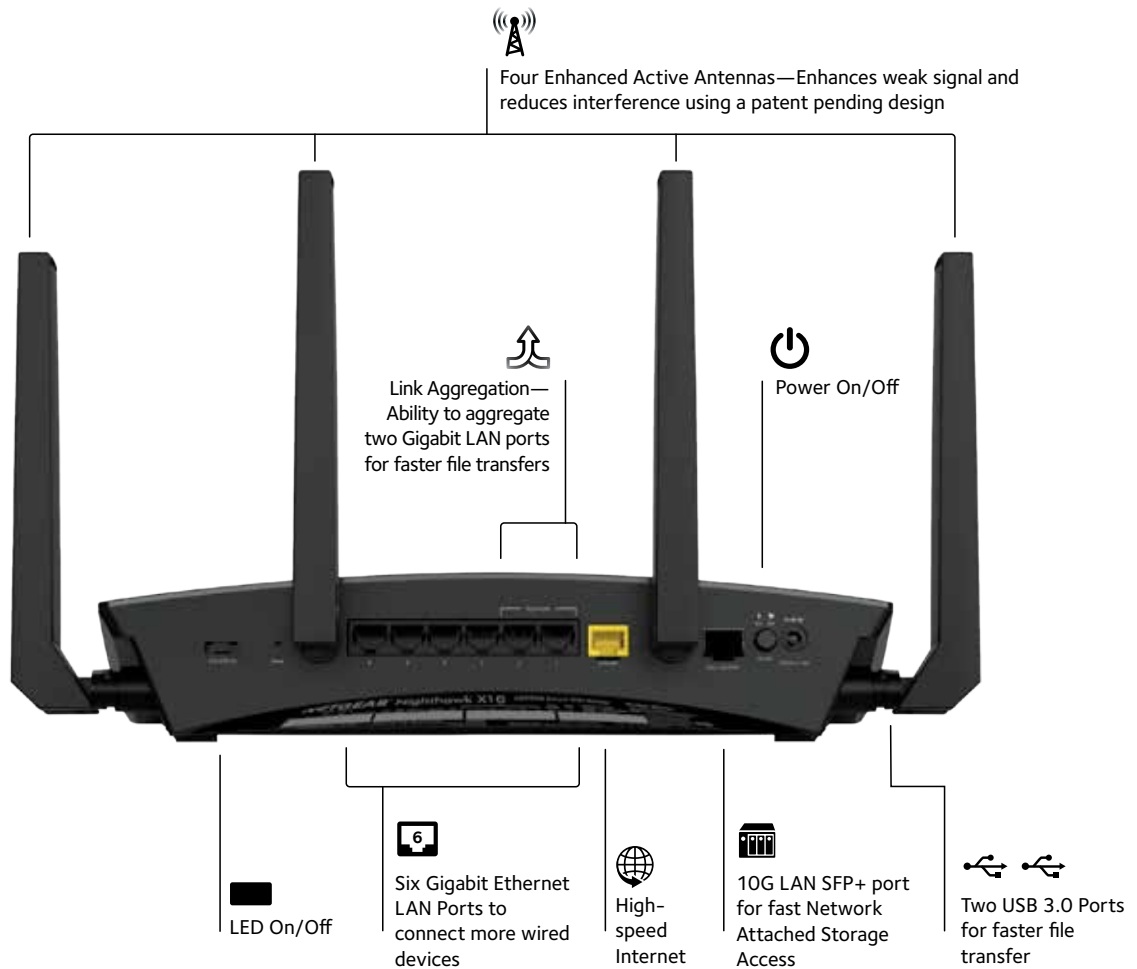 Four Enhanced Active Antennas—Enhances weak signal and
reduces interference using a patent pending design
Link Aggregation—
Ability to aggregate
two Gigabit LAN ports
for faster file transfers
Power On/Off
NETGEAR Nighthawk X10
LED On/Off
6
Six Gigabit Ethernet
LAN Ports to
connect more wired
devices
High-
speed
Internet
10G LAN SFP+ port
for fast Network
Attached Storage
Access
Two USB 3.0 Ports
for faster file
transfer